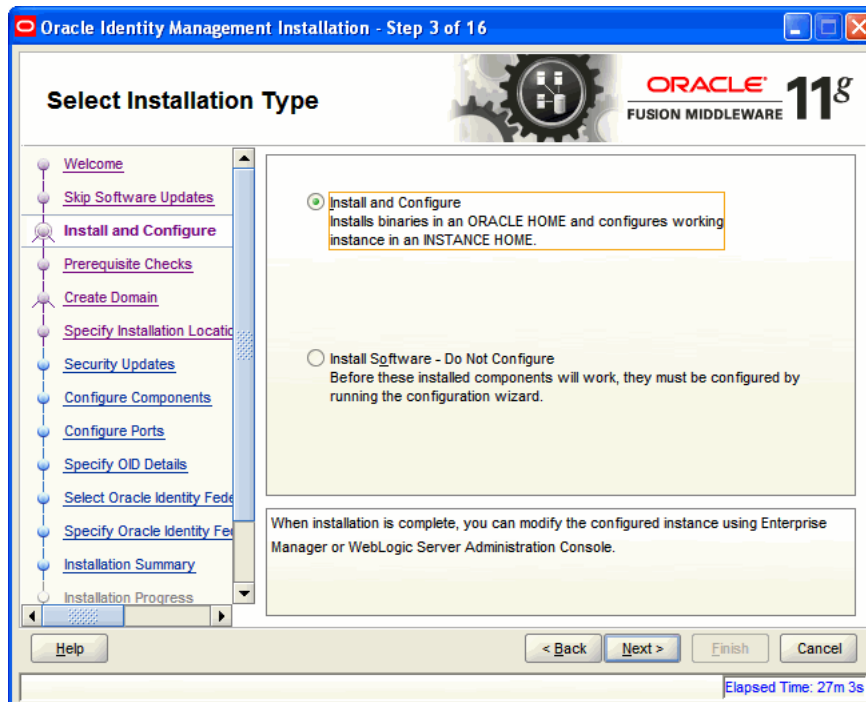 Oracle Identity Management Installation - Step 3 of 16
Select Installation Type
ORACLE
FUSION MIDDLEWARE
11g
Welcome
Skip Software Updates
Install and Configure
Prerequisite Checks
Create Domain
Specify Installation Locatio
Security Updates
Configure Components
Configure Ports
Specify OID Details
Select Oracle Identity Fede
Specify Oracle Identity Fe
Installation Summary
Installation Progress
Install and Configure
Installs binaries in an ORACLE HOME and configures working
instance in an INSTANCE HOME.
Install Software - Do Not Configure
Before these installed components will work, they must be configured by
running the configuration wizard.
When installation is complete, you can modify the configured instance using Enterprise
Manager or WebLogic Server Administration Console.
Help
< Back
Next >
Finish
Cancel
Elapsed Time: 27m 3s